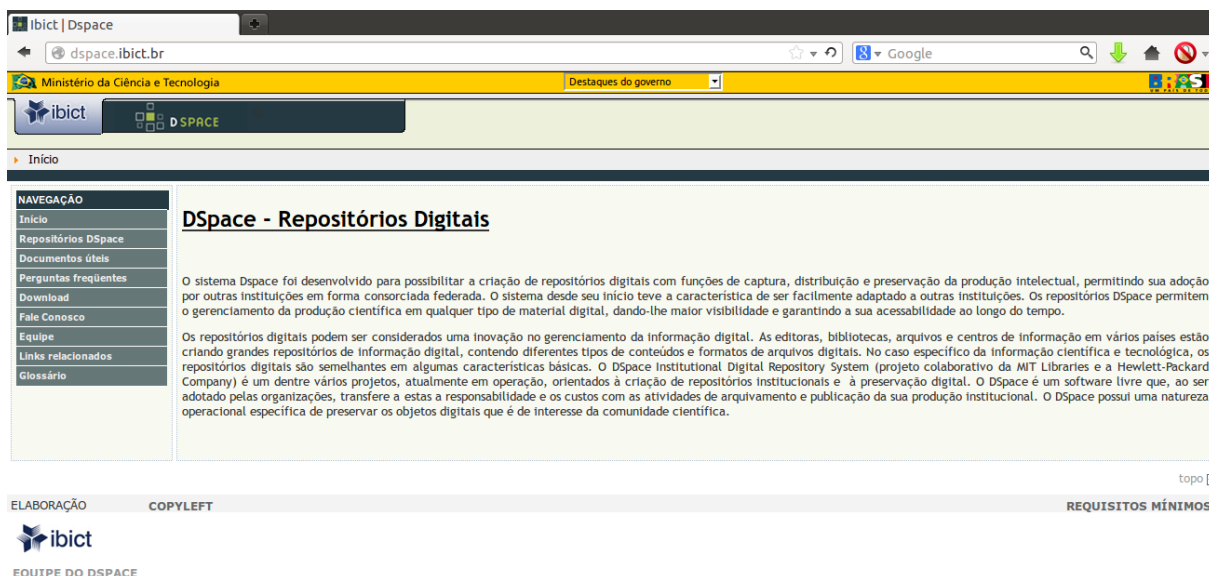 Ibict | Dspace
dspace.ibict.br
Google
Ministério da Ciência e Tecnologia
Destaques do governo
BRASI
UM PAÍS DE TOD
ibict
DSPACE
Início
NAVEGAÇÃO
Início
Repositórios DSpace
Documentos úteis
Perguntas freqüentes
Download
Fale Conosco
Equipe
Links relacionados
Glossário
DSpace - Repositórios Digitais
O sistema Dspace foi desenvolvido para possibilitar a criação de repositórios digitais com funções de captura, distribuição e preservação da produção intelectual, permitindo sua adoção
por outras instituições em forma consorciada federada. O sistema desde seu início teve a característica de ser facilmente adaptado a outras instituições. Os repositórios DSpace permitem
o gerenciamento da produção científica em qualquer tipo de material digital, dando-lhe maior visibilidade e garantindo a sua acessabilidade ao longo do tempo.
Os repositórios digitais podem ser considerados uma inovação no gerenciamento da informação digital. As editoras, bibliotecas, arquivos e centros de informação em vários países estão
criando grandes repositórios de informação digital, contendo diferentes tipos de conteúdos e formatos de arquivos digitais. No caso específico da informação científica e tecnológica, os
repositórios digitais são semelhantes em algumas características básicas. O DSpace Institutional Digital Repository System (projeto colaborativo da MIT Libraries e a Hewlett-Packard
Company) é um dentre vários projetos, atualmente em operação, orientados à criação de repositórios institucionais e à preservação digital. O DSpace é um software livre que, ao ser
adotado pelas organizações, transfere a estas a responsabilidade e os custos com as atividades de arquivamento e publicação da sua produção institucional. O DSpace possui uma natureza
operacional específica de preservar os objetos digitais que é de interesse da comunidade científica.
topo [
ELABORAÇÃO
COPYLEFT
REQUISITOS MÍNIMOS
ibict
EQUIPE DO DSPACE